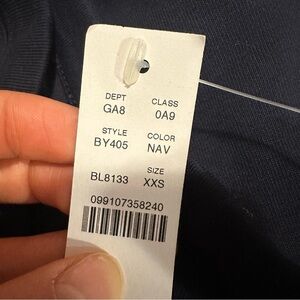 DEPT CLASS
GA8 0A9
STYLE COLOR
BY405 NAV
SIZE
BL8133 XXS
099107358240